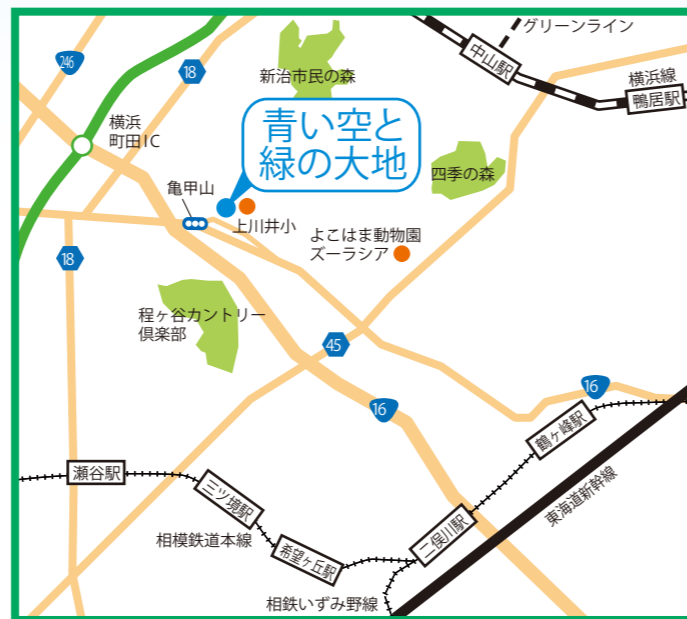 グリーンライン
246
18
新治市民の森
中山駅
横浜線
鴨居駅
横浜
町田IC
青い空と
緑の大地
四季の森
亀甲山
上川井小
よこはま動物園
ズーラシア
18
程ヶ谷カントリー
倶楽部
45
16
16
鶴ヶ峰駅
瀬谷駅
三ツ境駅
東海道新幹線
二俣川駅
相模鉄道本線
希望ヶ丘駅
相鉄いずみ野線